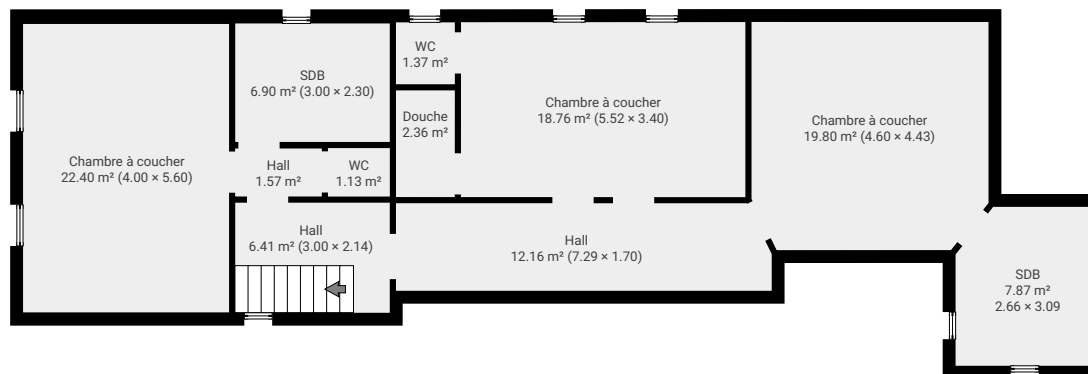 Chambre à coucher
22.40 m² (4.00 × 5.60)
SDB
6.90 m² (3.00 × 2.30)
WC
1.37 m²
Douche
2.36 m²
Chambre à coucher
18.76 m² (5.52 × 3.40)
Chambre à coucher
19.80 m² (4.60 × 4.43)
Hall
1.57 m²
WC
1.13 m²
Hall
6.41 m² (3.00 × 2.14)
Hall
12.16 m² (7.29 × 1.70)
SDB
7.87 m²
2.66 × 3.09